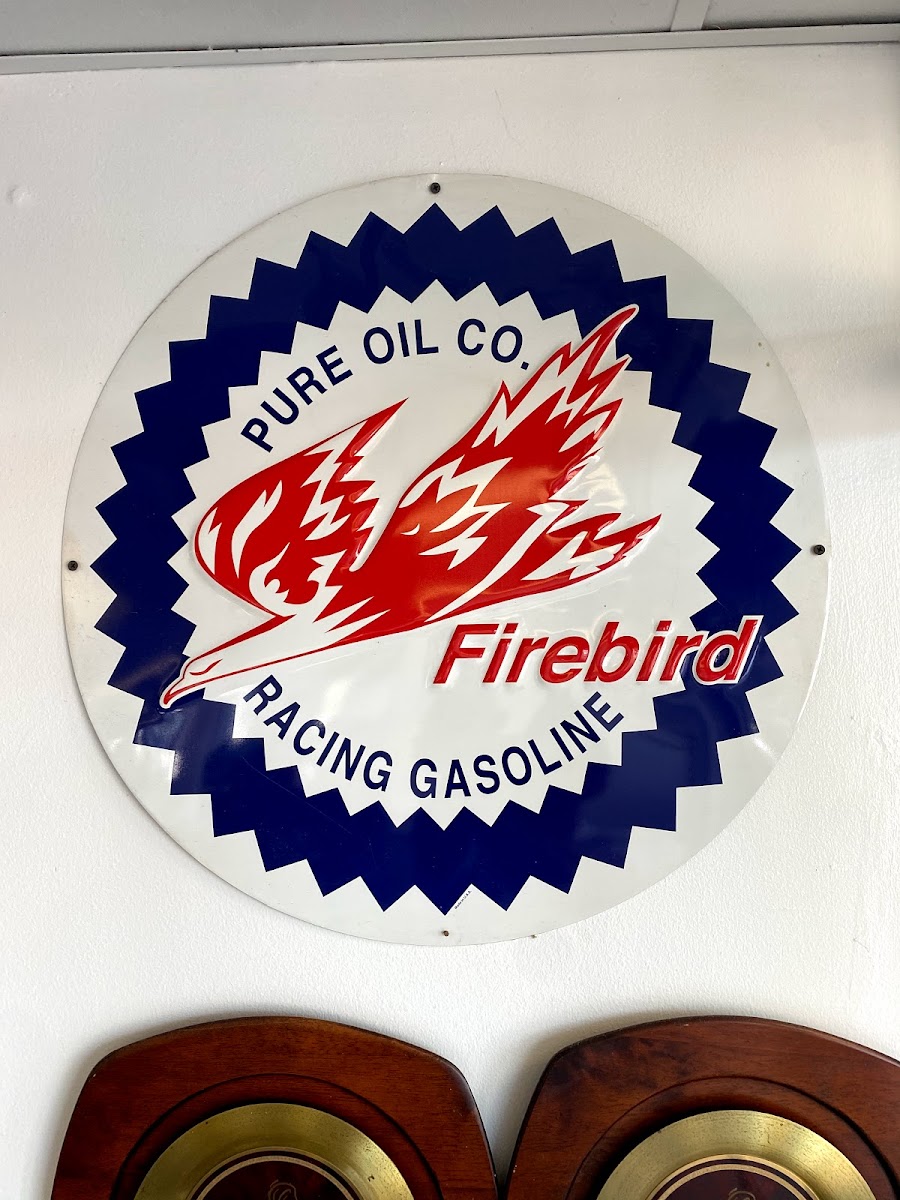 PURE OIL CO.
Firebird
RACING GASOLINE